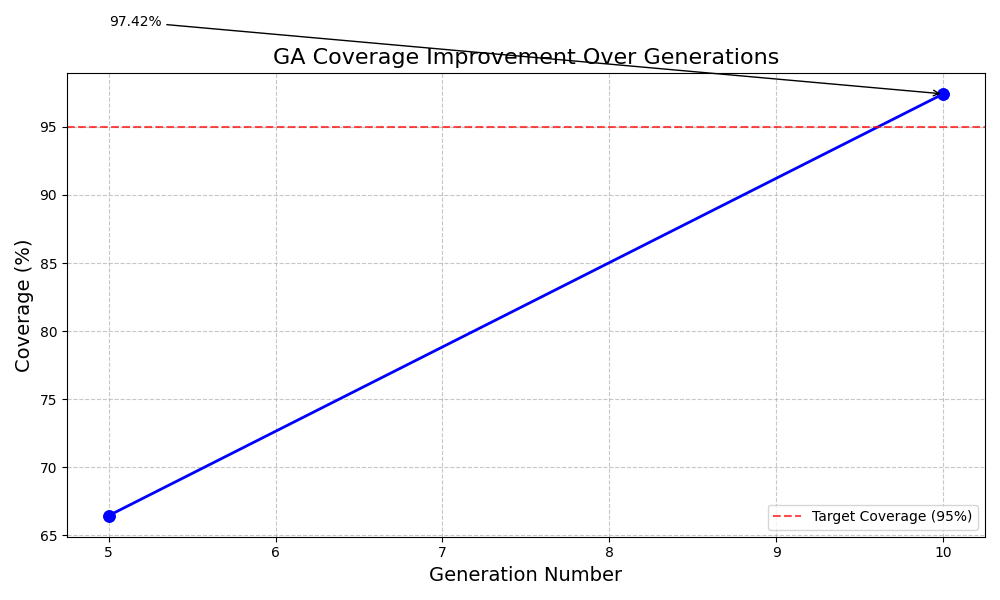 97.42%
GA Coverage Improvement Over Generations
Coverage (%)
95
90
85
80
75
70
65
Target Coverage (95%)
5 6 7 8 9 10
Generation Number